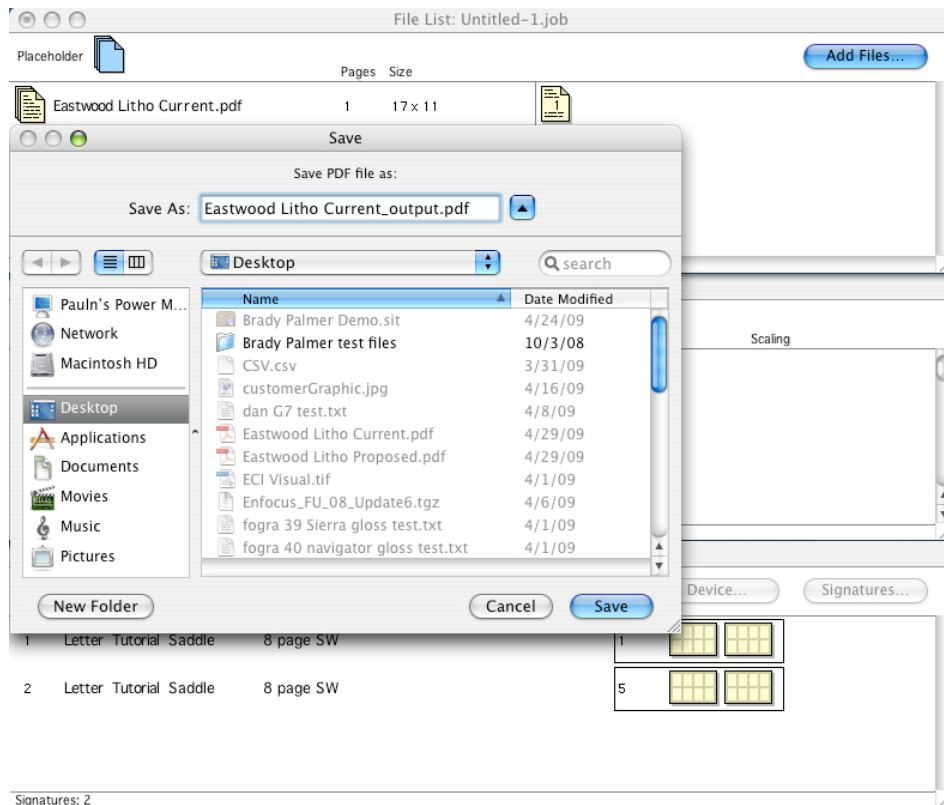 File List: Untitled-1.job
Placeholder
Add Files...
Pages Size
Eastwood Litho Current.pdf 1 17 x 11
1
Save
Save PDF file as:
Save As: Eastwood Litho Current_output.pdf
Desktop
search
Name Date Modified
Pauln's Power M...
Network
Macintosh HD
Desktop
Applications
Documents
Movies
Music
Pictures
Brady Palmer Demo.sit 4/24/09
Brady Palmer test files 10/3/08
CSV.csv 3/31/09
customerGraphic.jpg 4/16/09
dan G7 test.txt 4/8/09
Eastwood Litho Current.pdf 4/29/09
Eastwood Litho Proposed.pdf 4/29/09
ECI Visual.tif 4/1/09
Enfocus_FU_08_Update6.tgz 4/6/09
fogra 39 Sierra gloss test.txt 4/1/09
fogra 40 navigator gloss test.txt 4/1/09
Scaling
New Folder
Cancel
Save
Device...
Signatures...
1 Letter Tutorial Saddle 8 page SW 1
2 Letter Tutorial Saddle 8 page SW 5
Signatures: 2